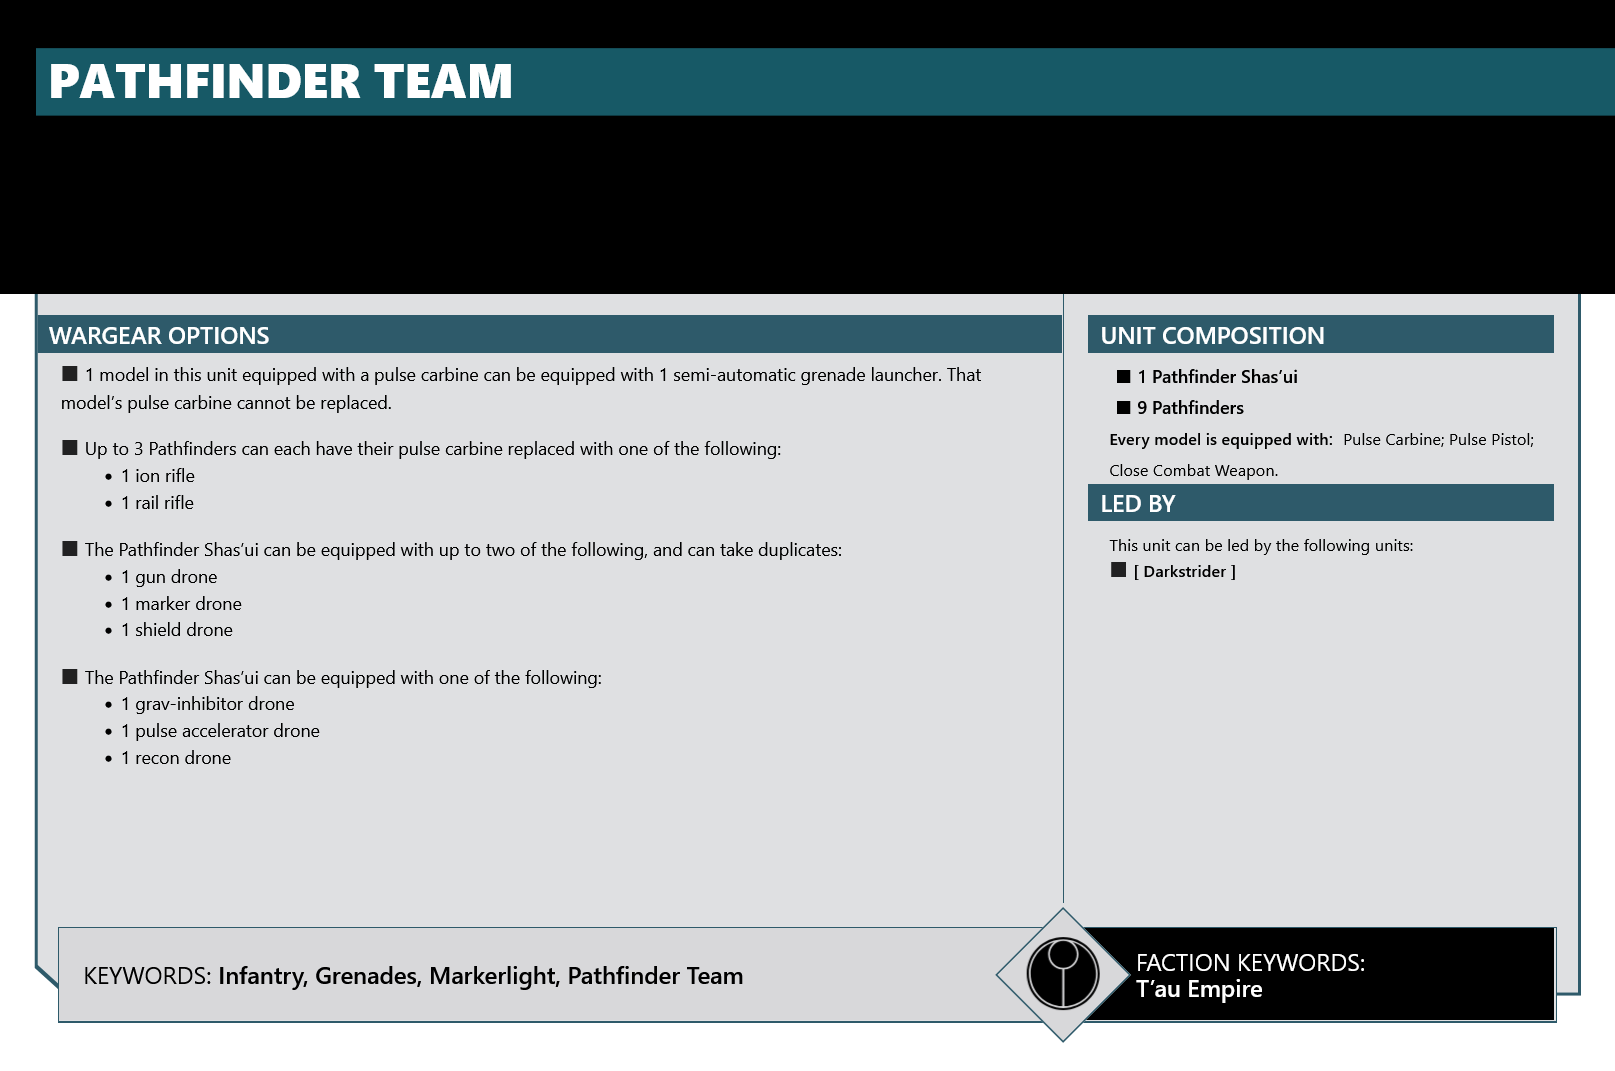 PATHFINDER TEAM
WARGEAR OPTIONS
■ 1 model in this unit equipped with a pulse carbine can be equipped with 1 semi-automatic grenade launcher. That
model’s pulse carbine cannot be replaced.
■ Up to 3 Pathfinders can each have their pulse carbine replaced with one of the following:
• 1 ion rifle
• 1 rail rifle
■ The Pathfinder Shas’ui can be equipped with up to two of the following, and can take duplicates:
• 1 gun drone
• 1 marker drone
• 1 shield drone
■ The Pathfinder Shas’ui can be equipped with one of the following:
• 1 grav-inhibitor drone
• 1 pulse accelerator drone
• 1 recon drone
UNIT COMPOSITION
■ 1 Pathfinder Shas’ui
■ 9 Pathfinders
Every model is equipped with: Pulse Carbine; Pulse Pistol;
Close Combat Weapon.
LED BY
This unit can be led by the following units:
■ [ Darkstrider ]
KEYWORDS: Infantry, Grenades, Markerlight, Pathfinder Team
FACTION KEYWORDS:
T’au Empire